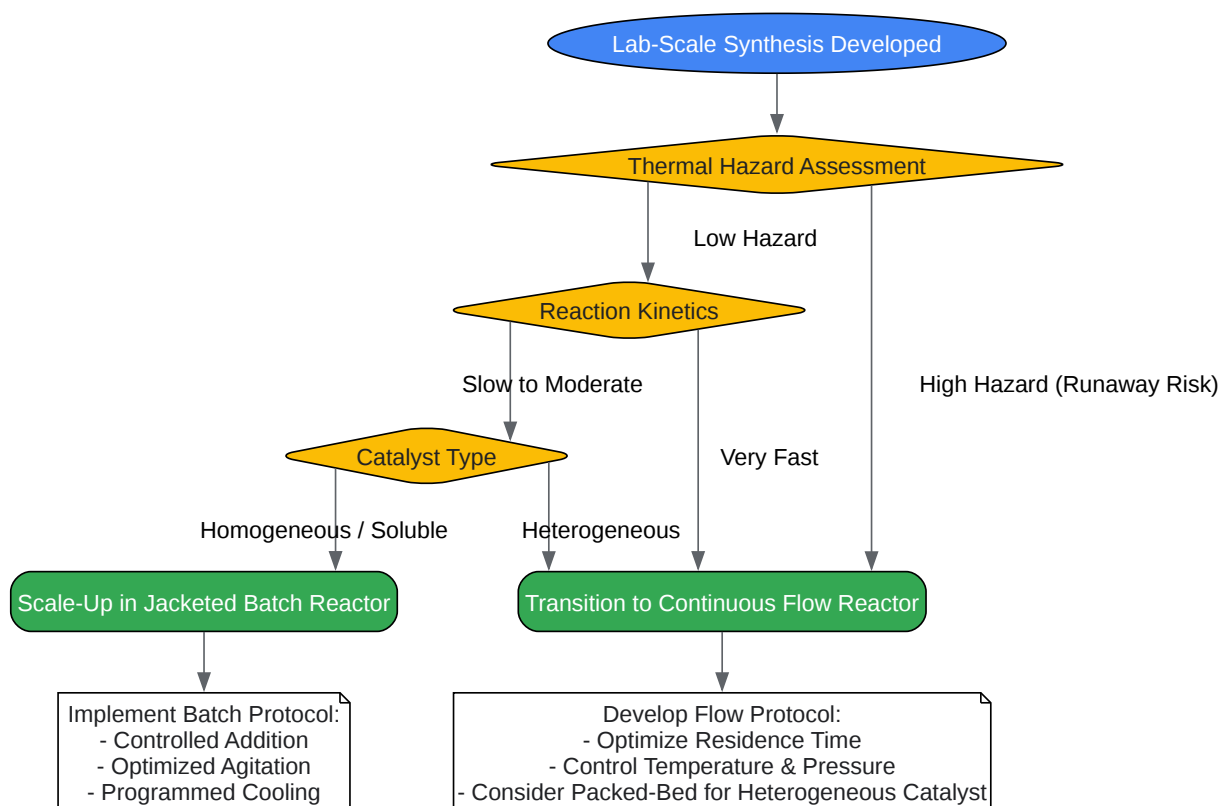 Lab-Scale Synthesis Developed
Thermal Hazard Assessment
Low Hazard
Reaction Kinetics
Slow to Moderate
High Hazard (Runaway Risk)
Catalyst Type
Very Fast
Homogeneous / Soluble
Heterogeneous
Scale-Up in Jacketed Batch Reactor
Transition to Continuous Flow Reactor
Implement Batch Protocol:
- Controlled Addition
- Optimized Agitation
- Programmed Cooling
Develop Flow Protocol:
- Optimize Residence Time
- Control Temperature & Pressure
- Consider Packed-Bed for Heterogeneous Catalyst